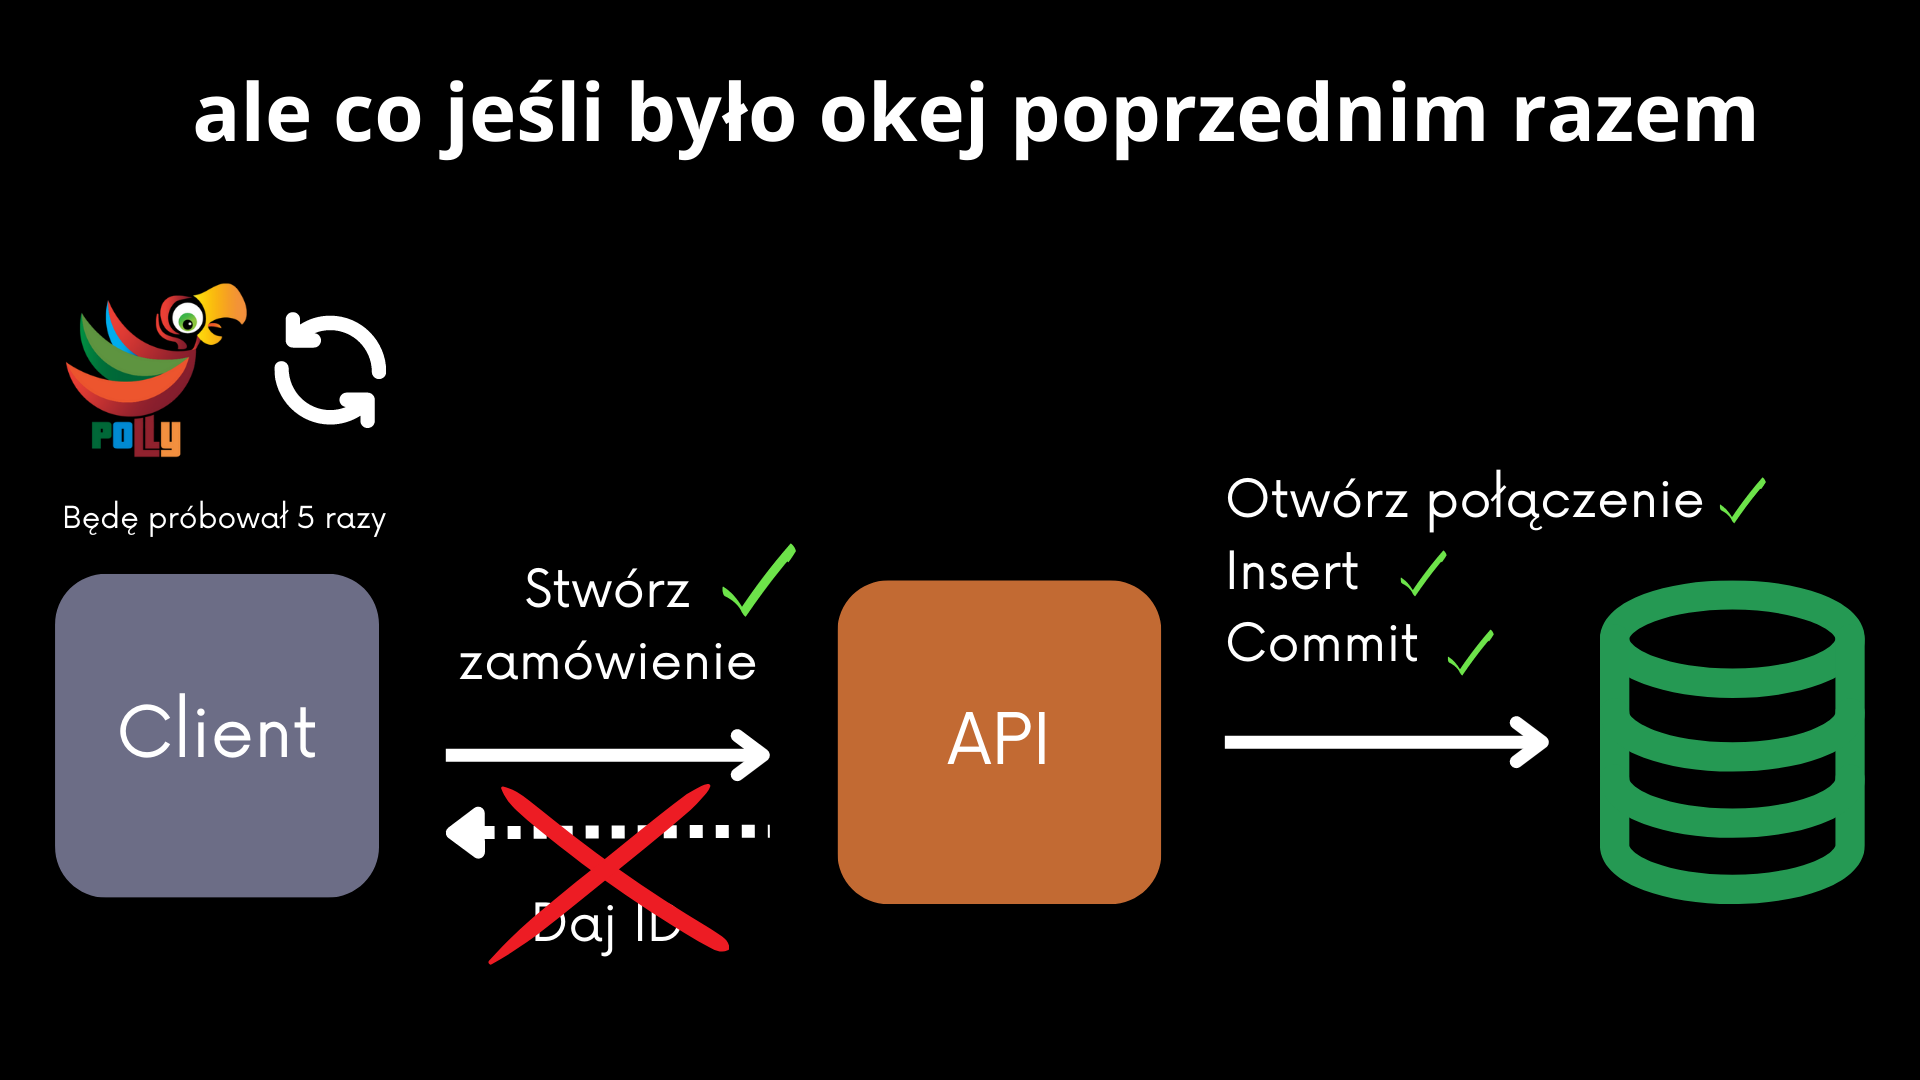 ale co jeśli było okej poprzednim razem
POLLY
Będę próbował 5 razy
Client
Stwórz
zamówienie
Daj ID
API
Otwórz połączenie
Insert
Commit